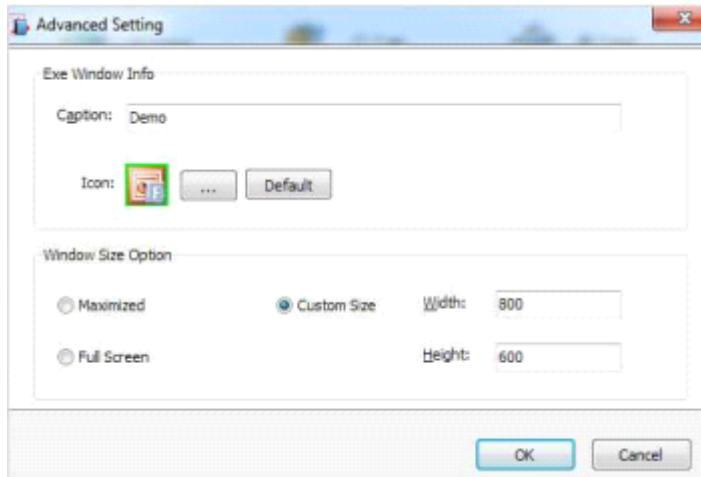 Advanced Setting
Exe Window Info
Caption: Demo
Icon: ... Default
Window Size Option
Maximized Custom Size Width: 800
Full Screen Height: 600
OK Cancel